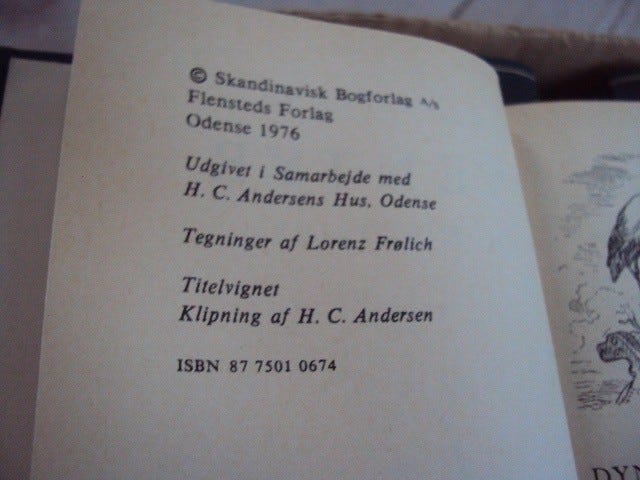 © Skandinavisk Bogforlag A/s
Flensteds Forlag
Odense 1976
Udgivet i Samarbejde med
H. C. Andersens Hus, Odense
Tegninger af Lorenz Frølich
Titelvignet
Klipning af H. C. Andersen
ISBN 87 7501 0674
DYN